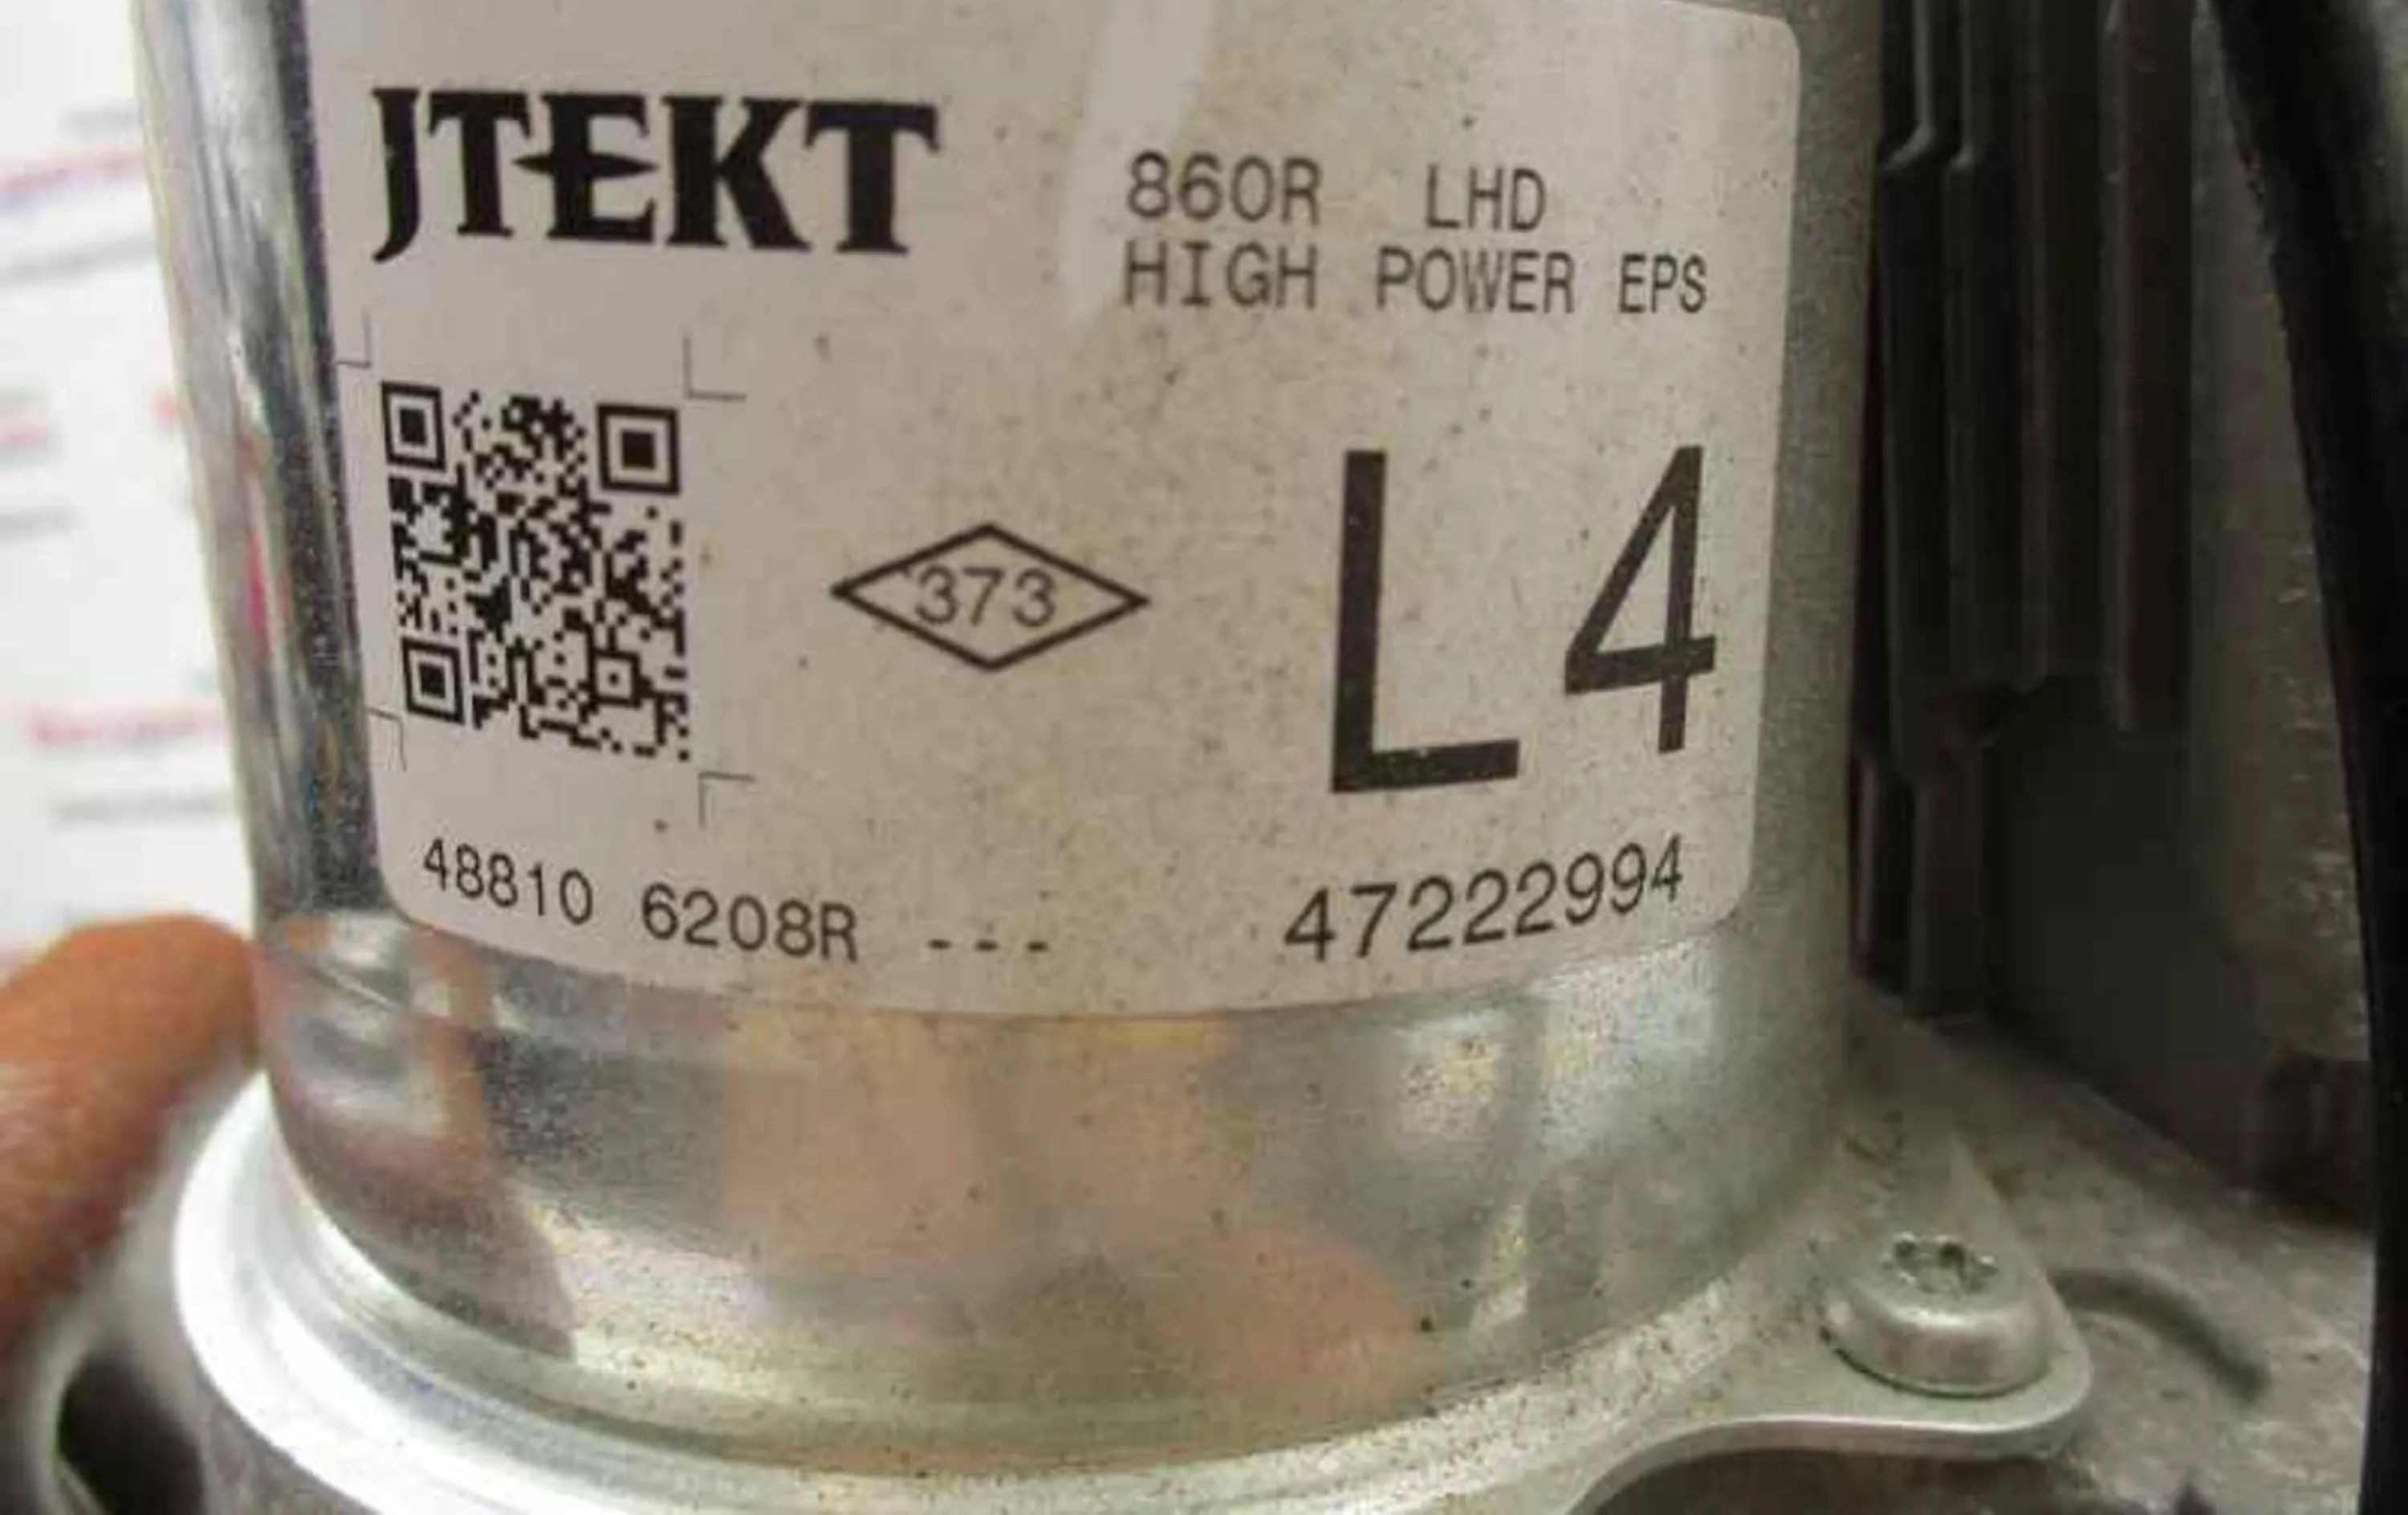 JTEKT
860R LHD
HIGH POWER EPS
373
L4
48810 6208R ---
47222994